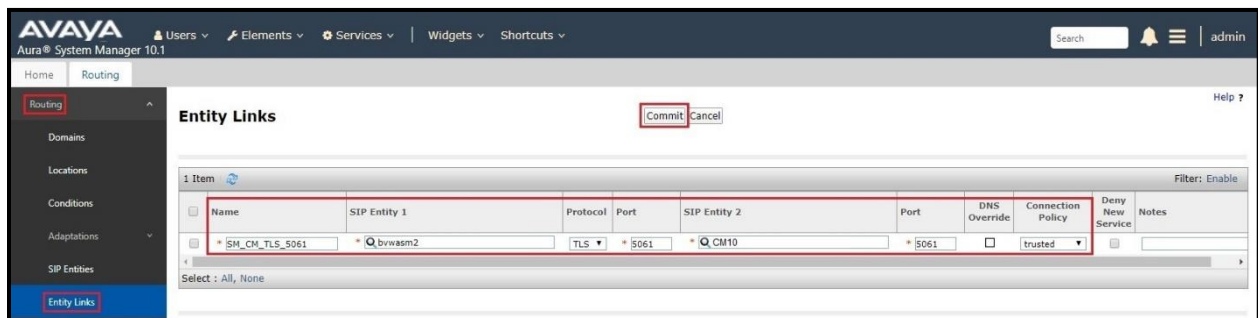 AVAYA
Aura® System Manager 10.1
Users Elements Services | Widgets Shortcuts
Search
admin
Home Routing
Help ?
Routing
Domains
Locations
Conditions
Adaptations
SIP Entities
Entity Links
Entity Links
Commit Cancel
1 Item
Filter: Enable
Name SIP Entity 1 Protocol Port SIP Entity 2 Port DNS Override Connection Policy Deny New Service Notes
* SM_CM_TLS_5061 * bvwasm2 TLS * 5061 * CM10 * 5061 trusted
Select : All, None